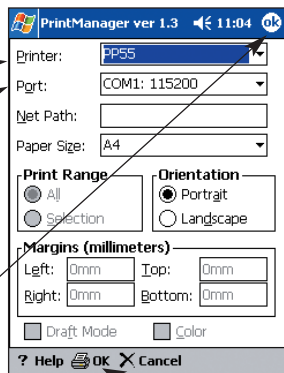 PrintManager ver 1.3 11:04 ok
Printer: PP55
Port: COM1: 115200
Net Path:
Paper Size: A4
Print Range Orientation
All Portrait
Selection Landscape
Margins (millimeters)
Left: 0mm Top: 0mm
Right: 0mm Bottom: 0mm
Draft Mode Color
? Help OK Cancel